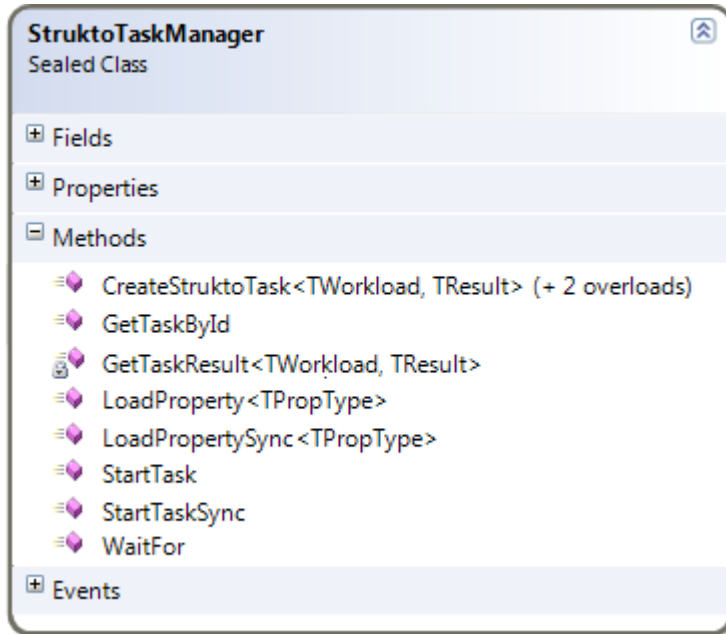 StruktoTaskManager
Sealed Class
Fields
Properties
Methods
CreateStruktoTask<TWorkload, TResult> (+ 2 overloads)
GetTaskById
GetTaskResult<TWorkload, TResult>
LoadProperty<TPropType>
LoadPropertySync<TPropType>
StartTask
StartTaskSync
WaitFor
Events